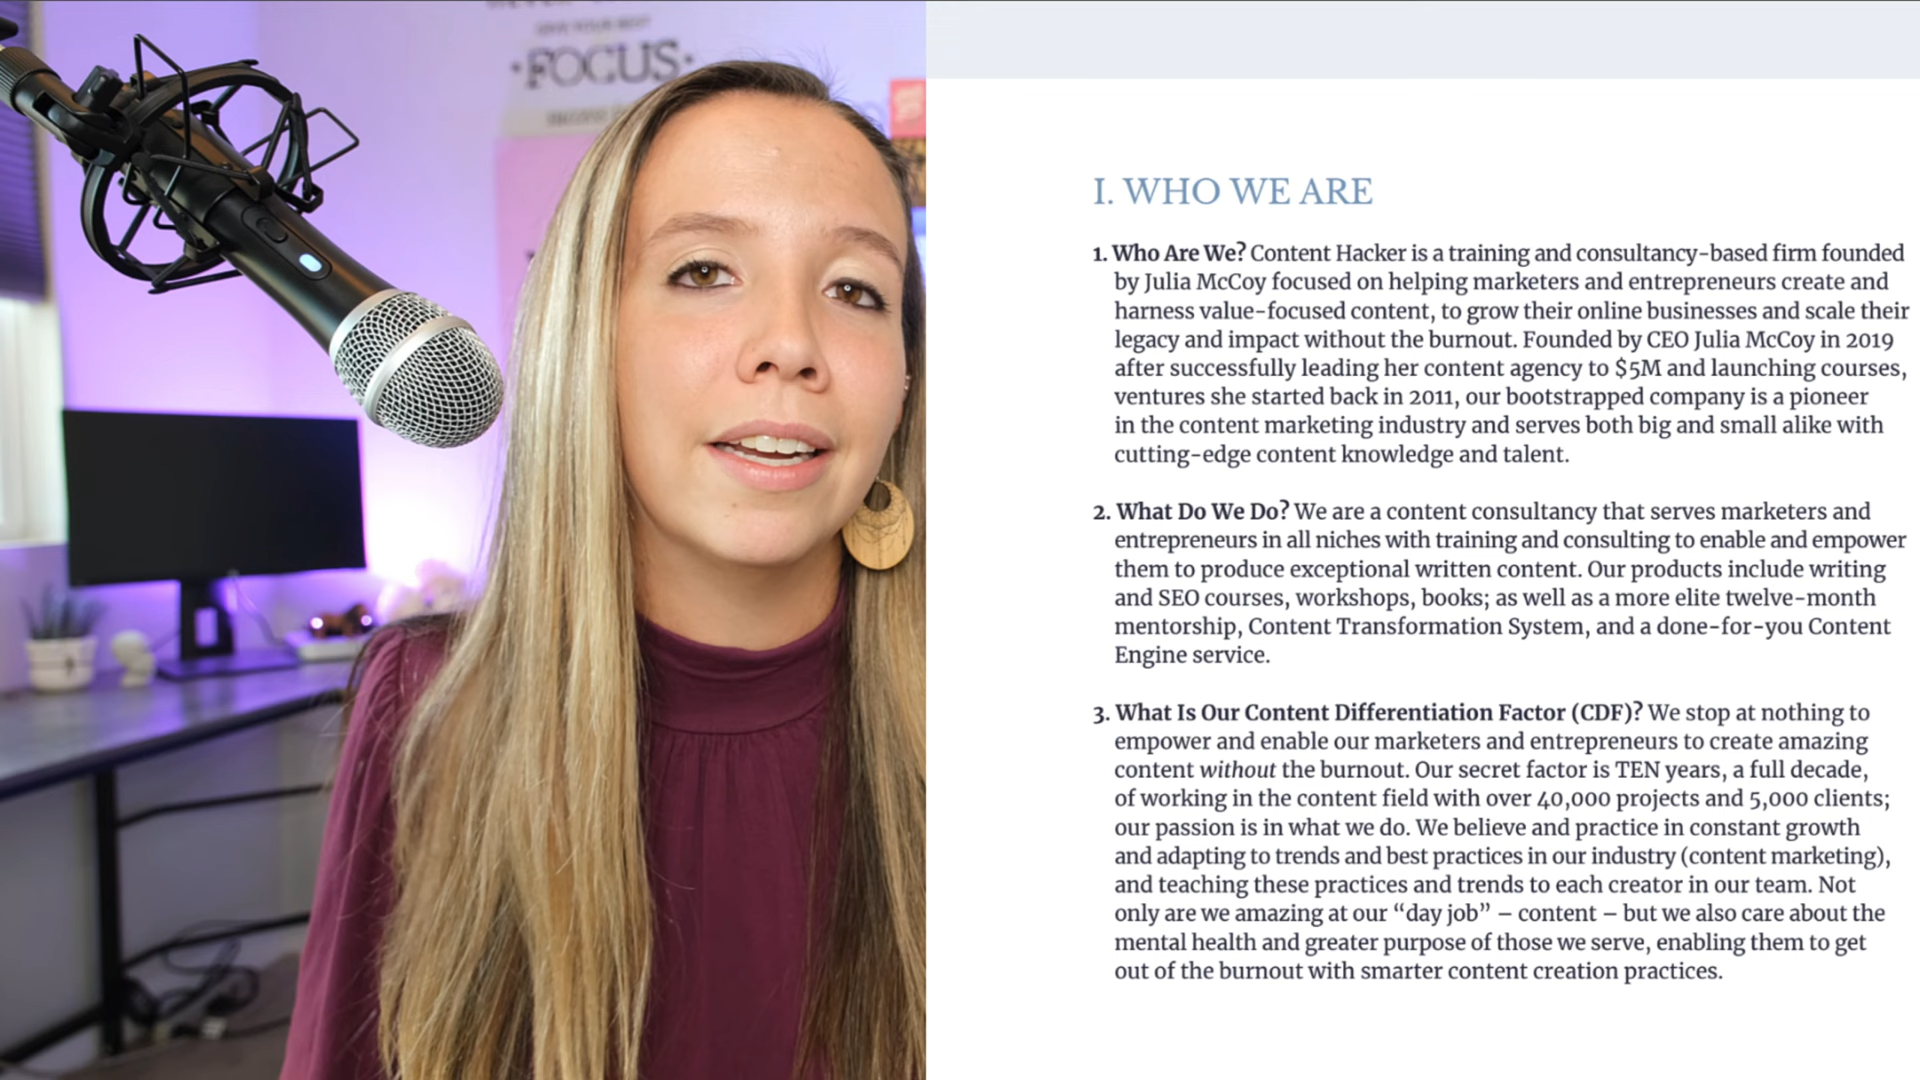 ·FOCUS·
I. WHO WE ARE
1. Who Are We? Content Hacker is a training and consultancy-based firm founded
by Julia McCoy focused on helping marketers and entrepreneurs create and
harness value-focused content, to grow their online businesses and scale their
legacy and impact without the burnout. Founded by CEO Julia McCoy in 2019
after successfully leading her content agency to $5M and launching courses,
ventures she started back in 2011, our bootstrapped company is a pioneer
in the content marketing industry and serves both big and small alike with
cutting-edge content knowledge and talent.
2. What Do We Do? We are a content consultancy that serves marketers and
entrepreneurs in all niches with training and consulting to enable and empower
them to produce exceptional written content. Our products include writing
and SEO courses, workshops, books; as well as a more elite twelve-month
mentorship, Content Transformation System, and a done-for-you Content
Engine service.
3. What Is Our Content Differentiation Factor (CDF)? We stop at nothing to
empower and enable our marketers and entrepreneurs to create amazing
content without the burnout. Our secret factor is TEN years, a full decade,
of working in the content field with over 40,000 projects and 5,000 clients;
our passion is in what we do. We believe and practice in constant growth
and adapting to trends and best practices in our industry (content marketing),
and teaching these practices and trends to each creator in our team. Not
only are we amazing at our “day job” – content – but we also care about the
mental health and greater purpose of those we serve, enabling them to get
out of the burnout with smarter content creation practices.